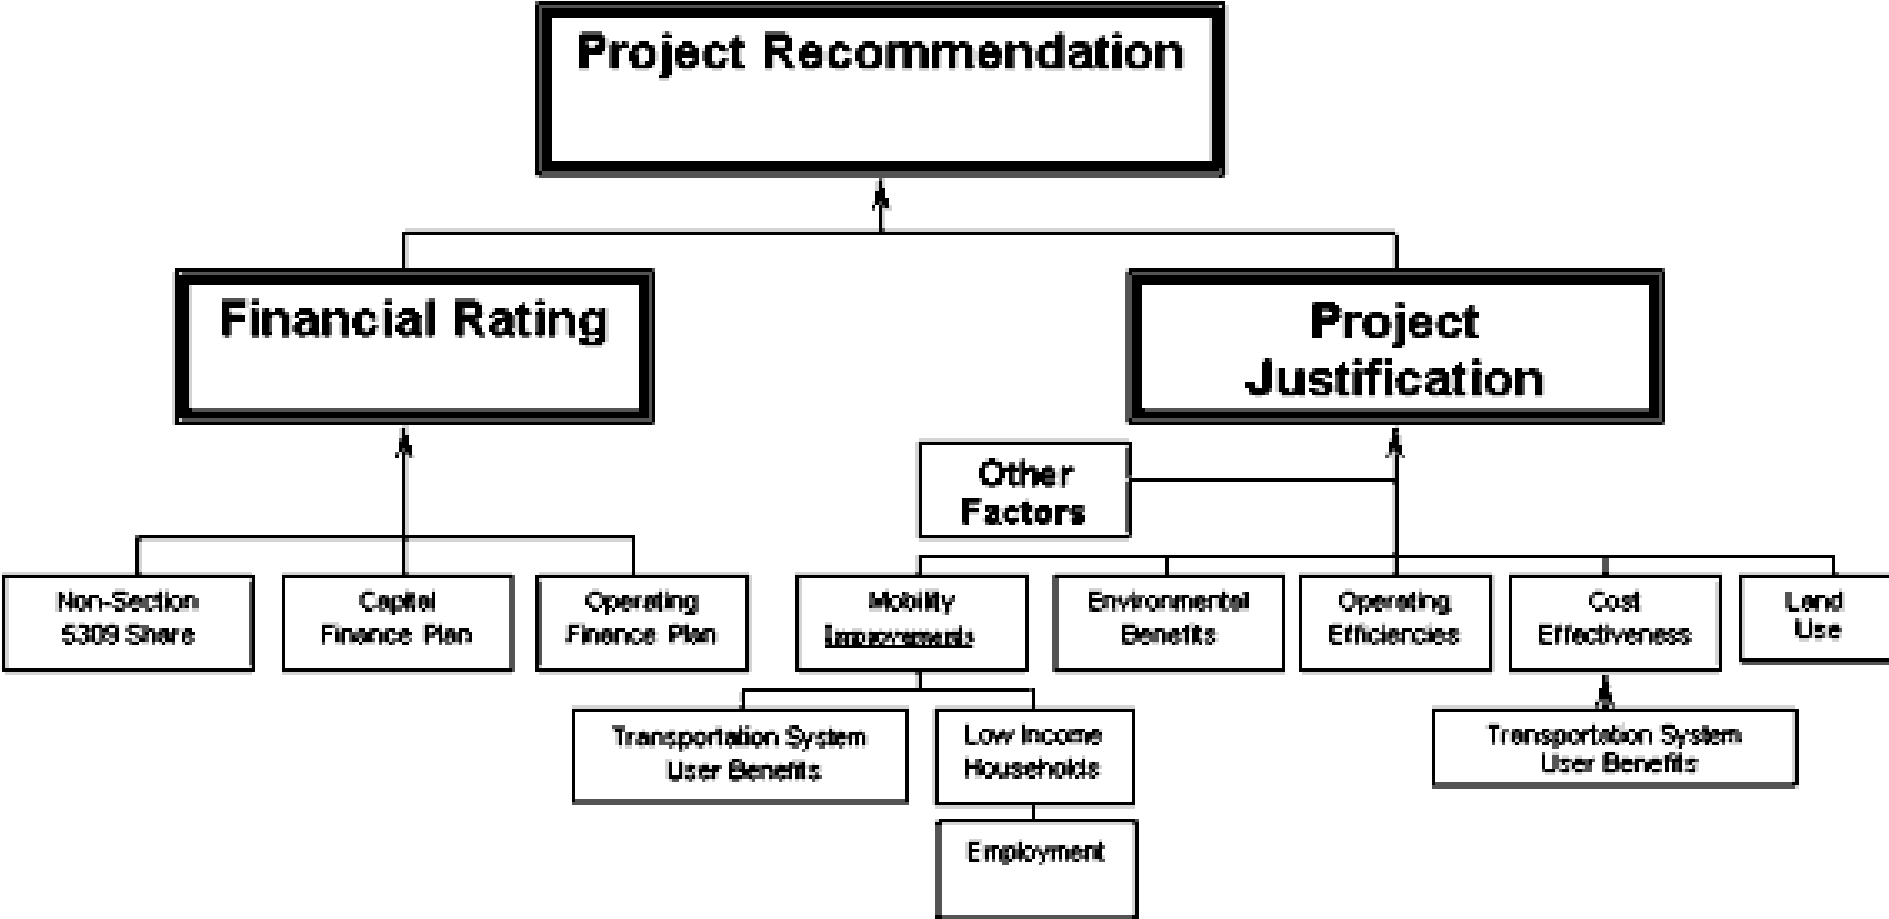 Project Recommendation
Financial Rating
Project
Justification
Other
Factors
Non-Section
5309 Share
Capital
Finance Plan
Operating
Finance Plan
Mobility
Improvements
Environmental
Benefits
Operating
Efficiencies
Cost
Effectiveness
Land
Use
Transportation System
User Benefits
Low Income
Households
Transportation System
User Benefits
Employment